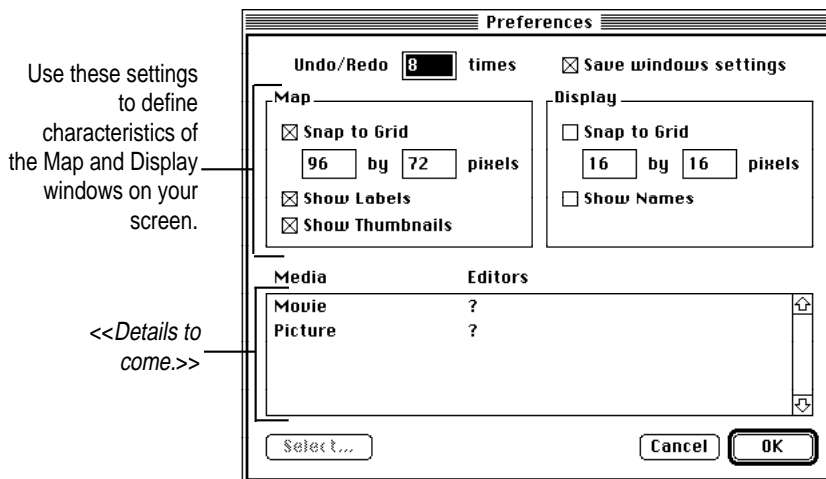 Preferences
Undo/Redo 8 times Save windows settings
Use these settings
to define
characteristics of
the Map and Display
windows on your
screen.
Map
Snap to Grid
96 by 72 pixels
Show Labels
Show Thumbnails
Display
Snap to Grid
16 by 16 pixels
Show Names
Media Editors
Movie ?
Picture ?
<<Details to
come.>>
Select... Cancel OK